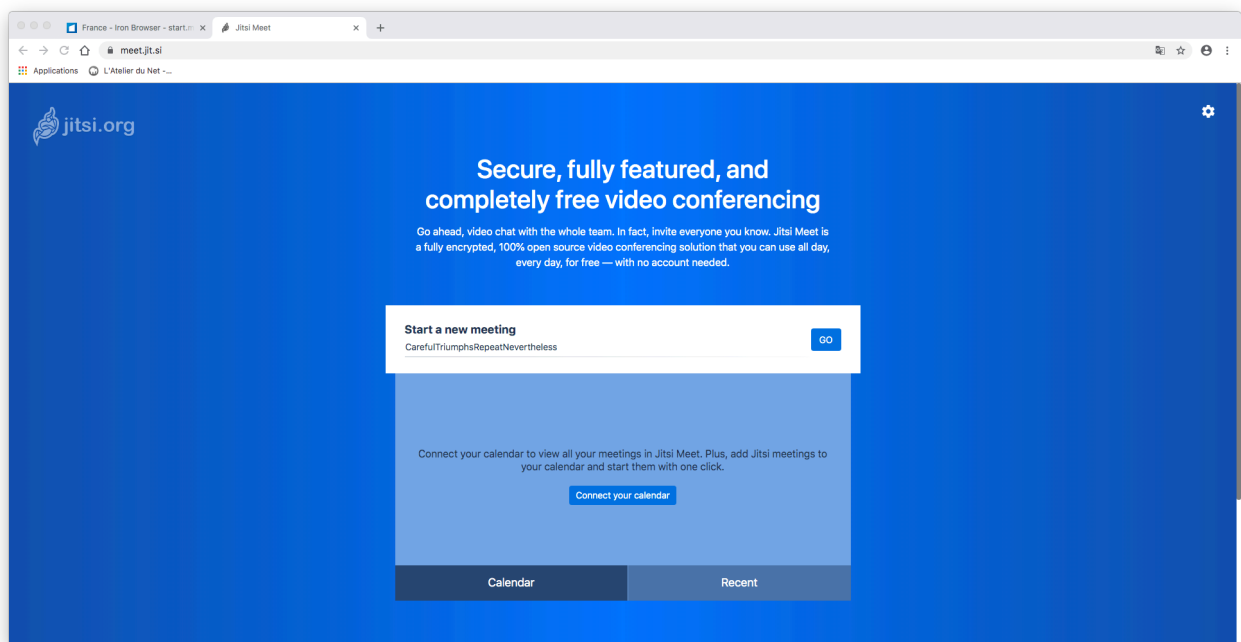 France - Iron Browser - start.m
Jitsi Meet
meet.jit.si
Applications
L'Atelier du Net -...
jitsi.org
Secure, fully featured, and
completely free video conferencing
Go ahead, video chat with the whole team. In fact, invite everyone you know. Jitsi Meet is
a fully encrypted, 100% open source video conferencing solution that you can use all day,
every day, for free — with no account needed.
Start a new meeting
CarefulTriumphsRepeatNevertheless
GO
Connect your calendar to view all your meetings in Jitsi Meet. Plus, add Jitsi meetings to
your calendar and start them with one click.
Connect your calendar
Calendar
Recent